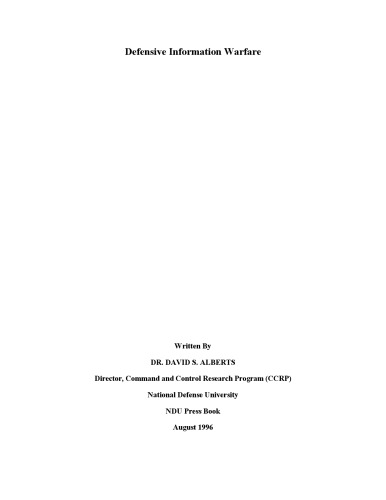 Defensive Information Warfare
Written By
DR. DAVID S. ALBERTS
Director, Command and Control Research Program (CCRP)
National Defense University
NDU Press Book
August 1996